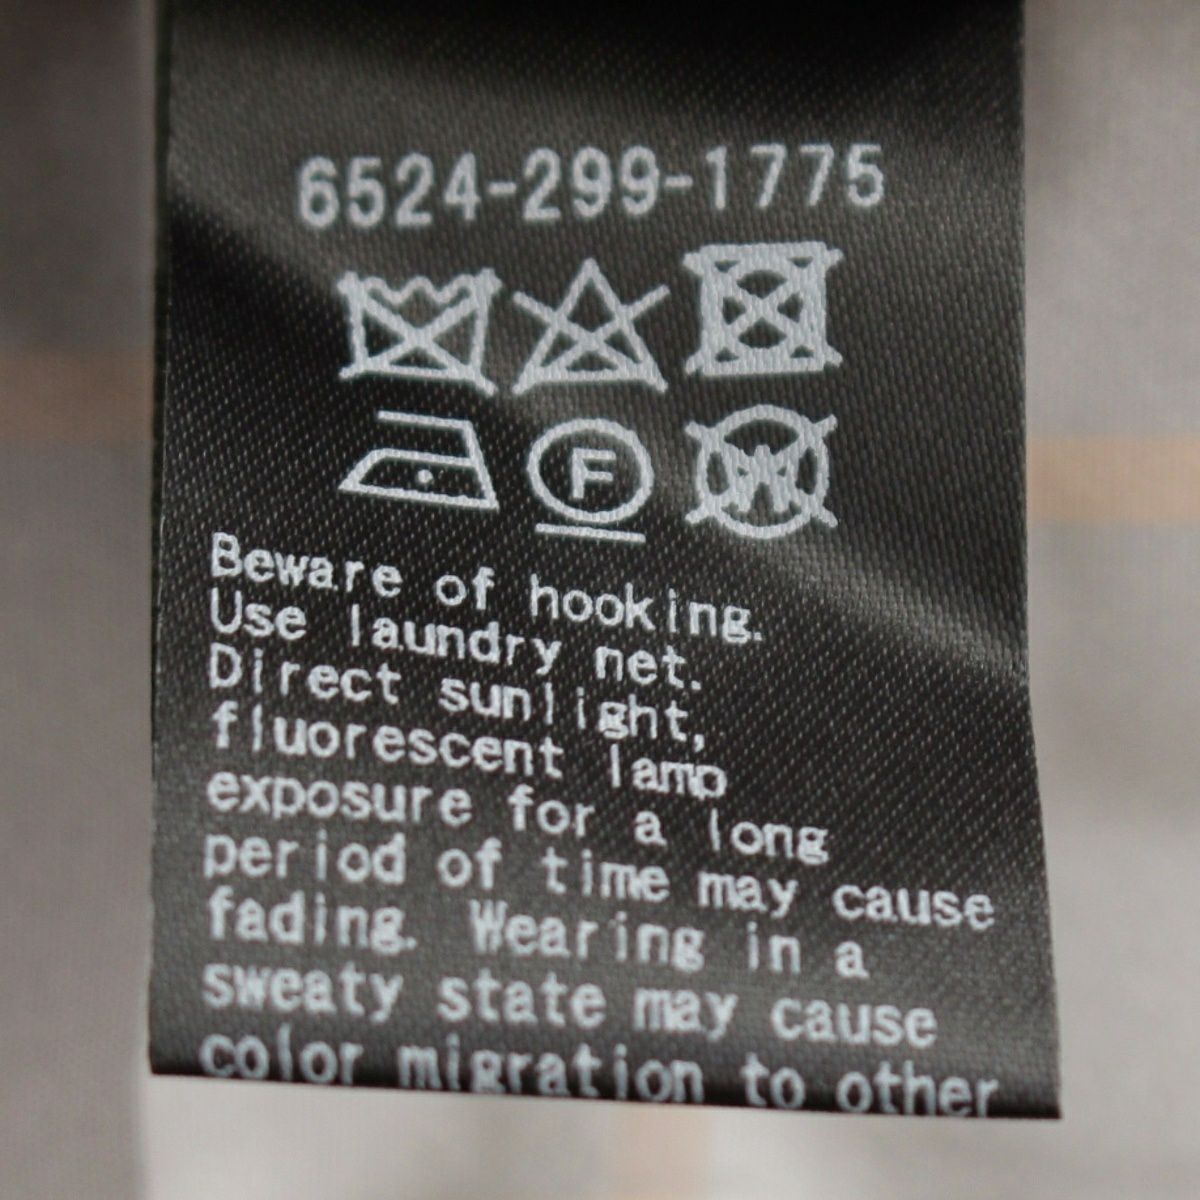 6524-299-1775
F
W
Beware of hooking.
Use laundry net.
Direct sunlight,
fluorescent lamp
exposure for a long
period of time may cause
fading. Wearing in a
sweaty state may cause
color migration to other